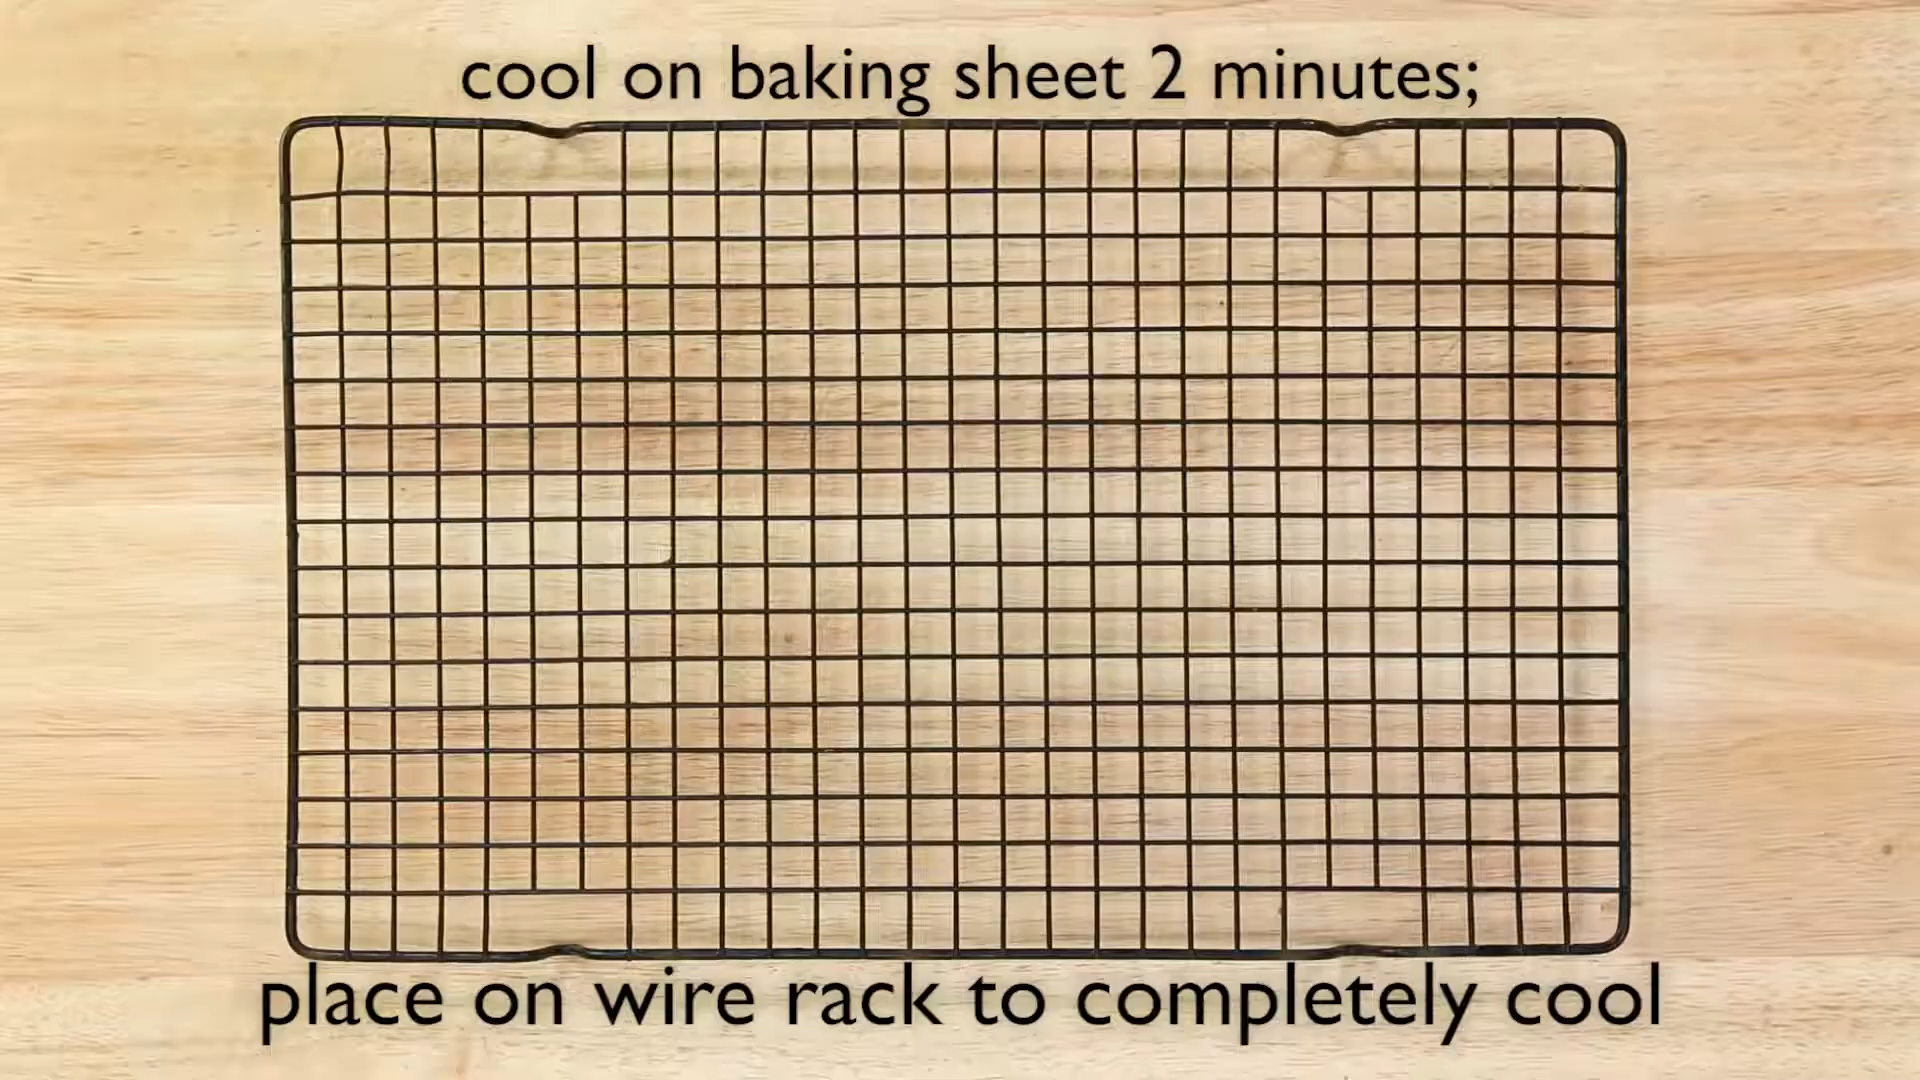 cool on baking sheet 2 minutes;
place on wire rack to completely cool